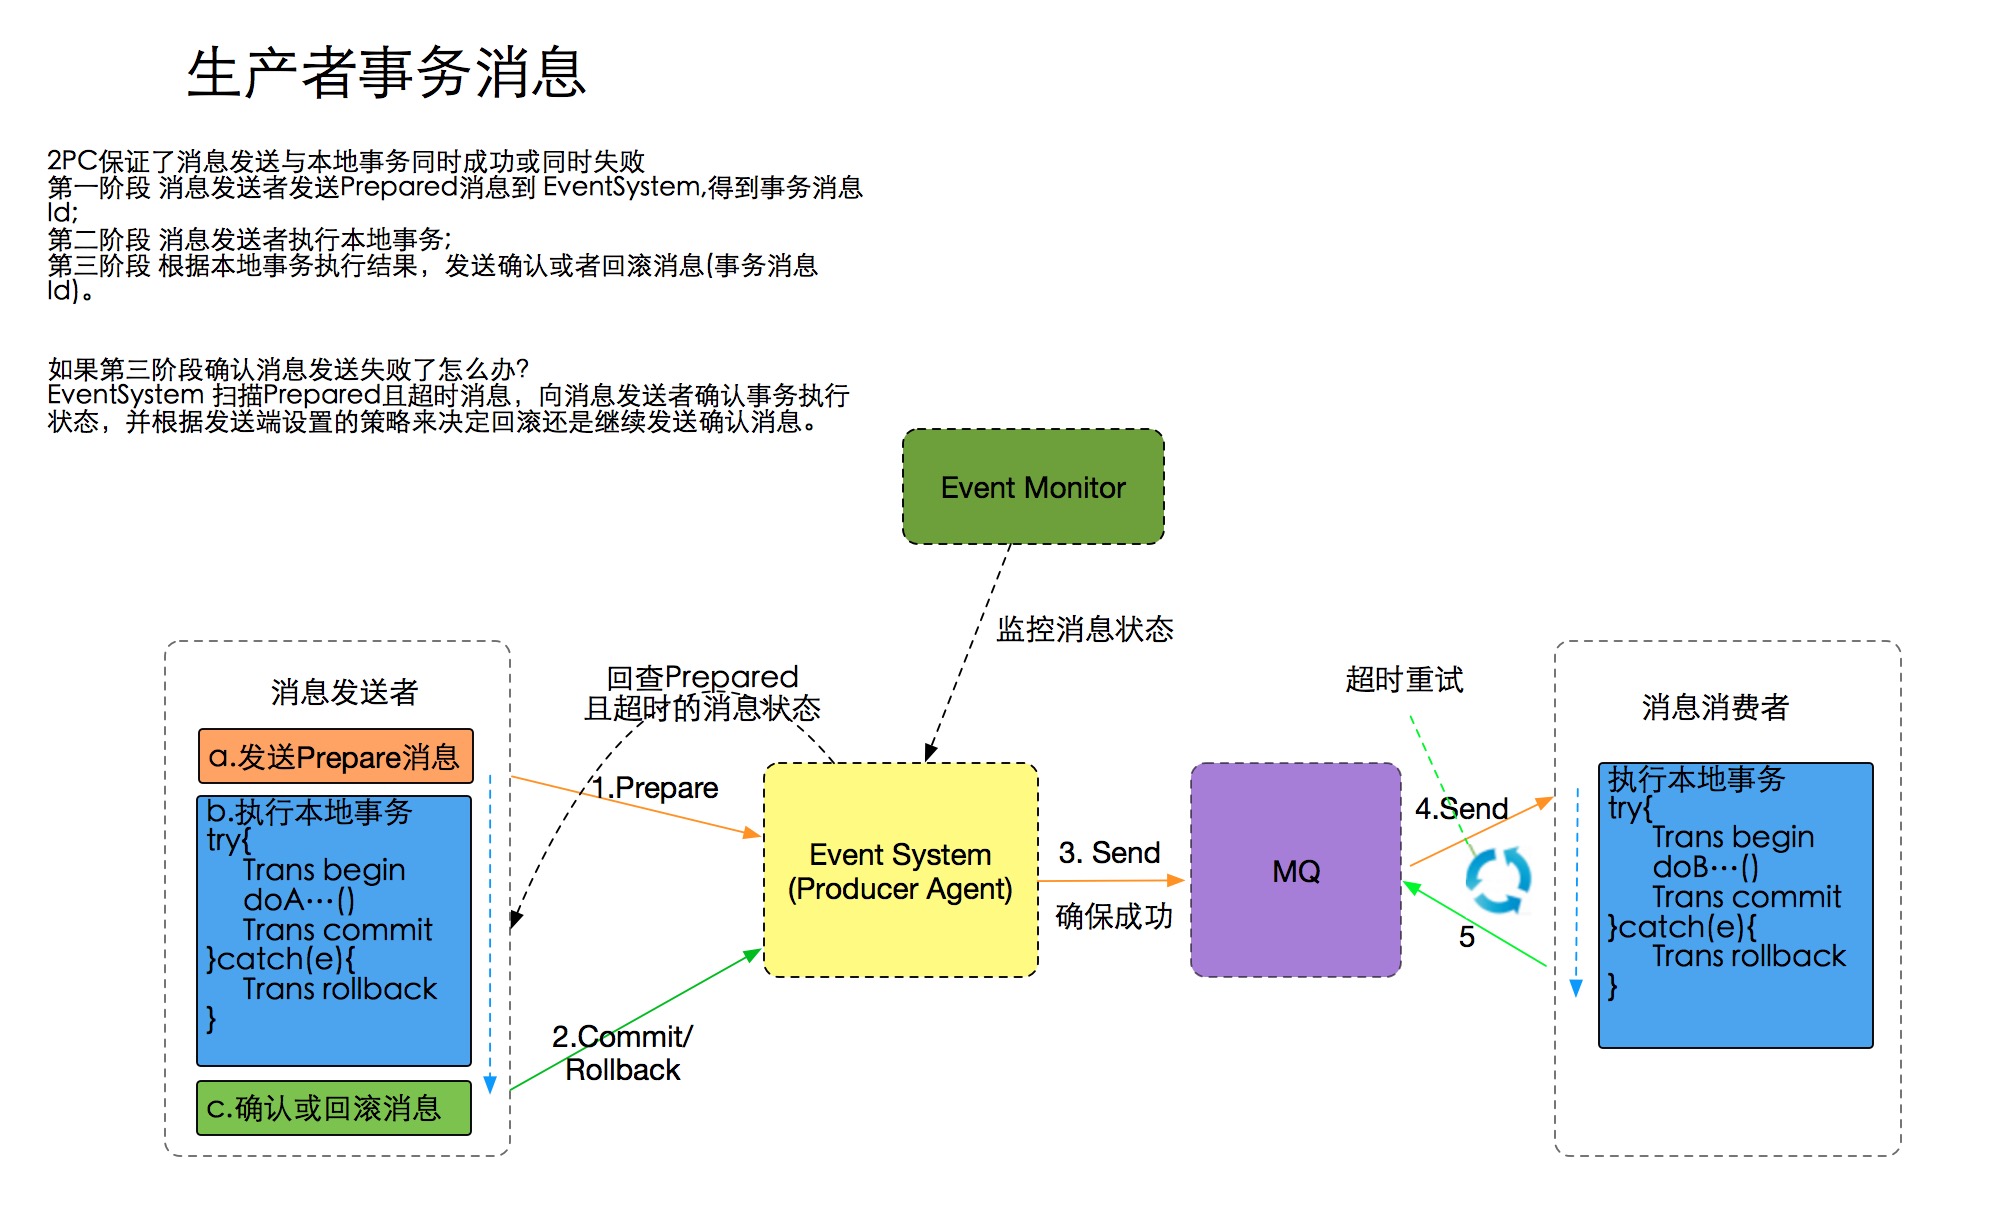 生产者事务消息
2PC保证了消息发送与本地事务同时成功或同时失败
第一阶段 消息发送者发送Prepared消息到 EventSystem,得到事务消息
Id;
第二阶段 消息发送者执行本地事务;
第三阶段 根据本地事务执行结果，发送确认或者回滚消息(事务消息
Id)。
如果第三阶段确认消息发送失败了怎么办?
EventSystem 扫描Prepared且超时消息，向消息发送者确认事务执行
状态，并根据发送端设置的策略来决定回滚还是继续发送确认消息。
Event Monitor
监控消息状态
回查Prepared
且超时的消息状态
消息发送者
a.发送Prepare消息
b.执行本地事务
try{
Trans begin
doA…()
Trans commit
}catch(e){
Trans rollback
}
c.确认或回滚消息
1.Prepare
2.Commit/
Rollback
Event System
(Producer Agent)
3. Send
确保成功
MQ
超时重试
4.Send
5
消息消费者
执行本地事务
try{
Trans begin
doB…()
Trans commit
}catch(e){
Trans rollback
}